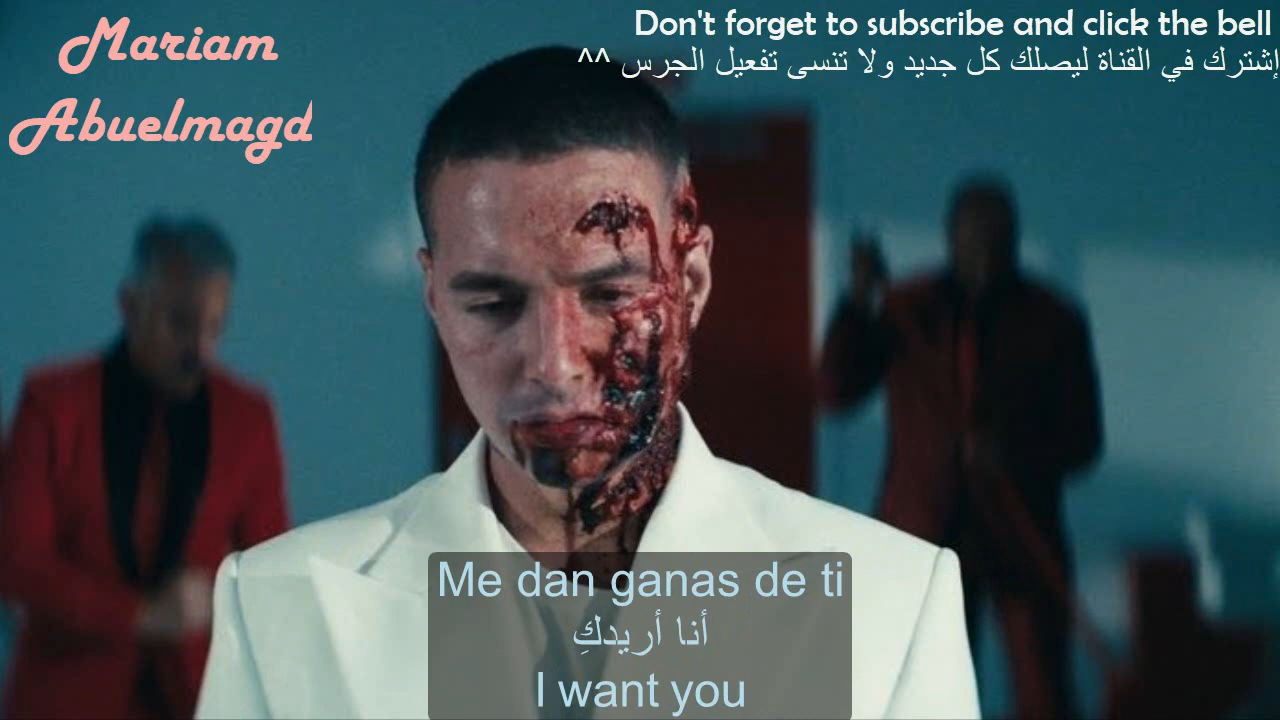 Mariam
Abuelmagd
Don't forget to subscribe and click the bell
إشترك في القناة ليصلك كل جديد ولا تنسى تفعيل الجرس ^^
Me dan ganas de ti
أنا أريدكِ
I want you